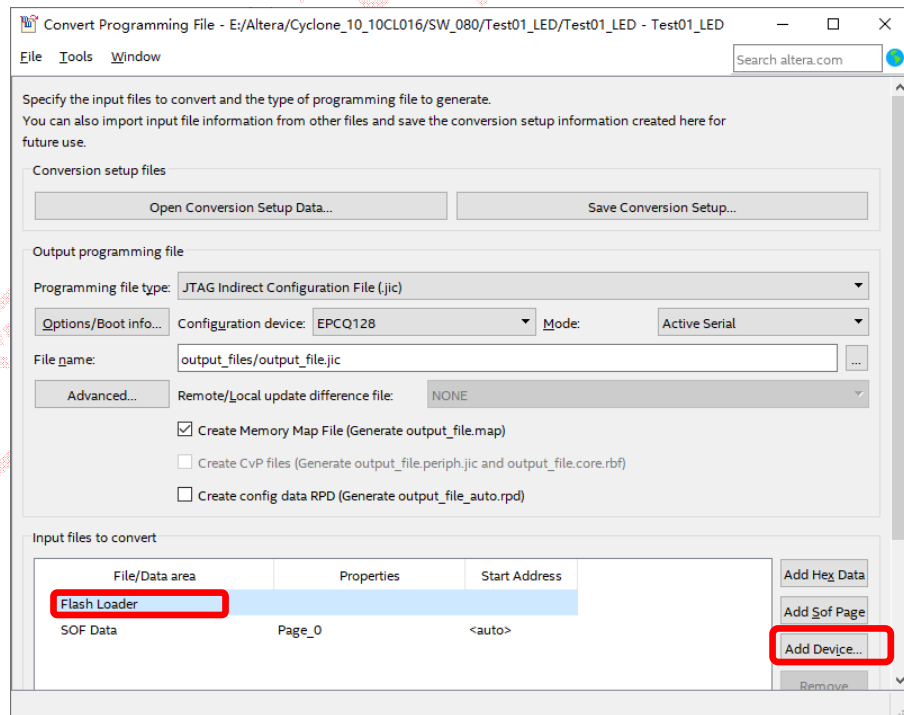 Convert Programming File - E:/Altera/Cyclone_10_10CL016/SW_080/Test01_LED/Test01_LED - Test01_LED
File Tools Window
Search altera.com
Specify the input files to convert and the type of programming file to generate.
You can also import input file information from other files and save the conversion setup information created here for
future use.
Conversion setup files
Open Conversion Setup Data... Save Conversion Setup...
Output programming file
Programming file type: JTAG Indirect Configuration File (.jic)
Options/Boot info... Configuration device: EPCQ128 Mode: Active Serial
File name: output_files/output_file.jic ...
Advanced... Remote/Local update difference file: NONE
Create Memory Map File (Generate output_file.map)
Create CvP files (Generate output_file.periph.jic and output_file.core.rbf)
Create config data RPD (Generate output_file_auto.rpd)
Input files to convert
File/Data area Properties Start Address Add Hex Data
Flash Loader Add Sof Page
SOF Data Page_0 <auto>
Add Device...
Remove